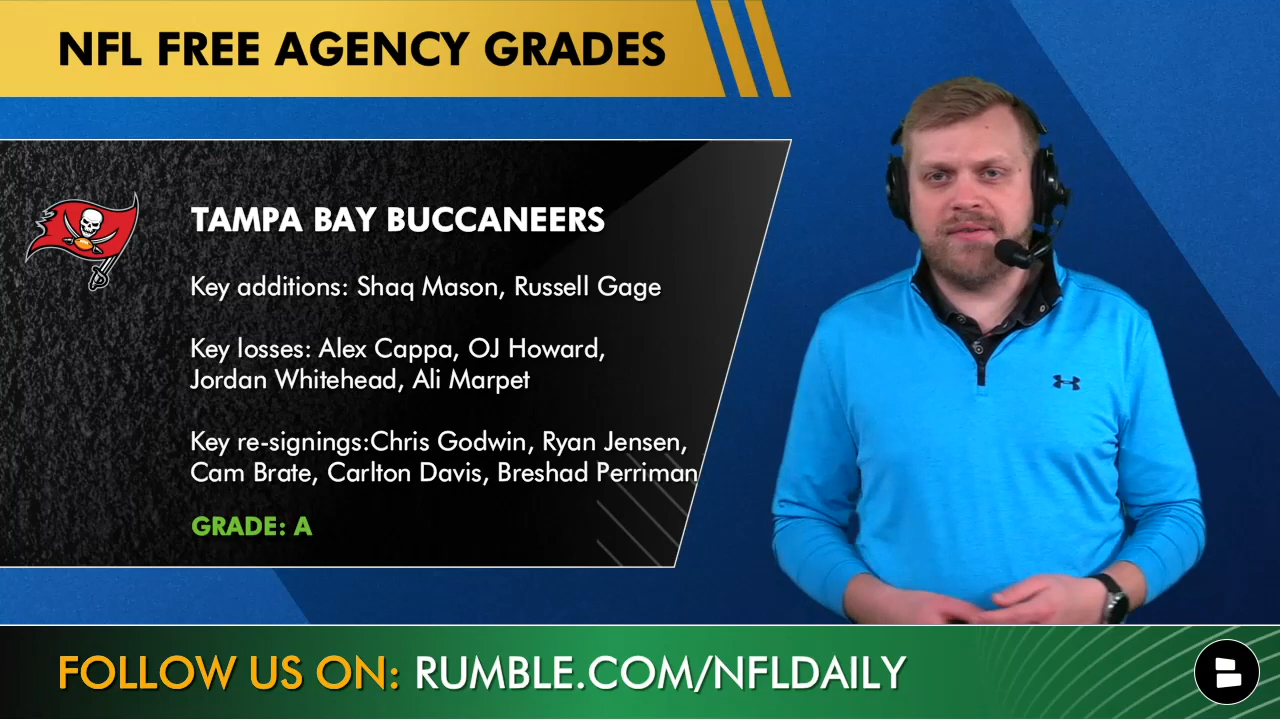 NFL FREE AGENCY GRADES
TAMPA BAY BUCCANEERS
Key additions: Shaq Mason, Russell Gage
Key losses: Alex Cappa, OJ Howard,
Jordan Whitehead, Ali Marpet
Key re-signings:Chris Godwin, Ryan Jensen,
Cam Brate, Carlton Davis, Breshad Perriman
GRADE: A
FOLLOW US ON: RUMBLE.COM/NFLDAILY